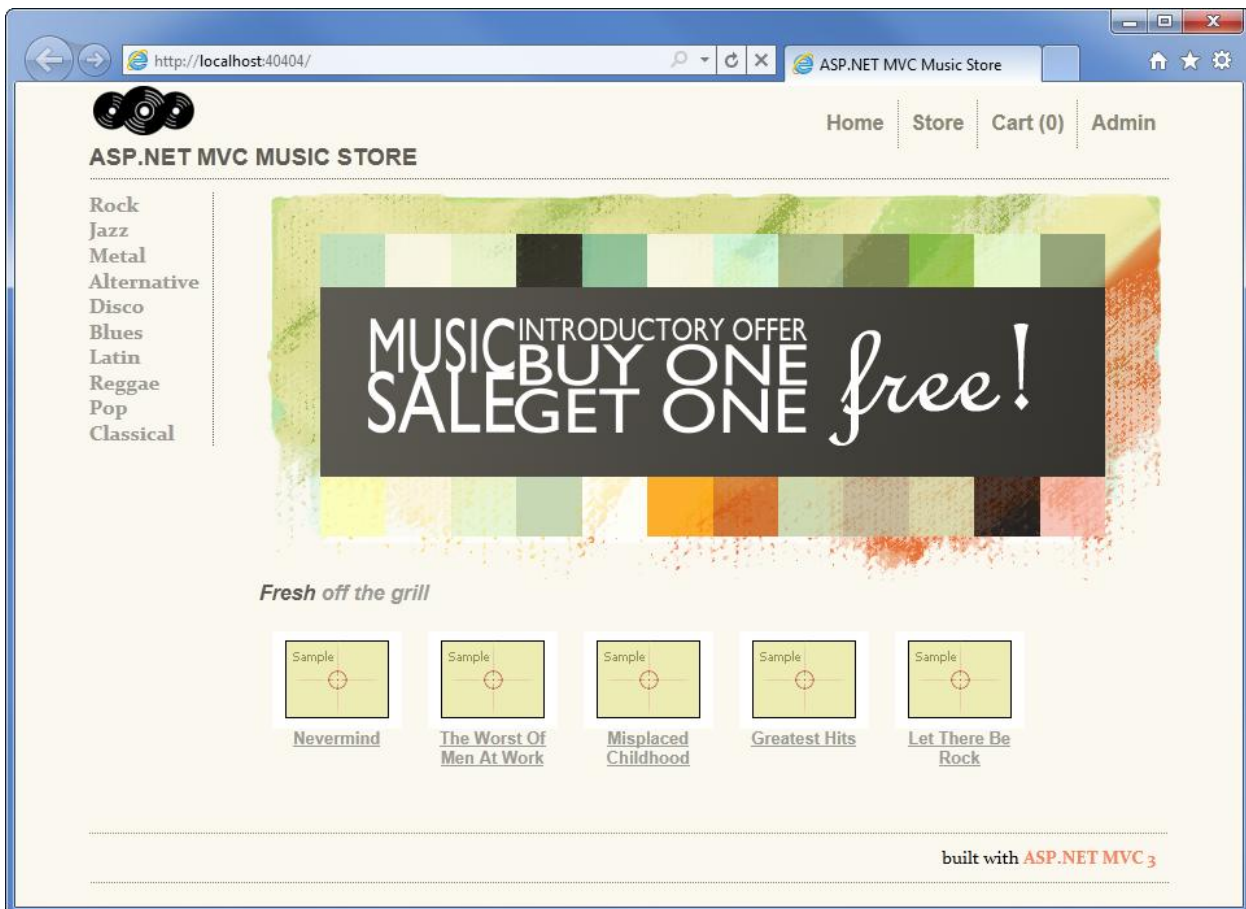 http://localhost:40404/
ASP.NET MVC Music Store
Home Store Cart (0) Admin
ASP.NET MVC MUSIC STORE
Rock
Jazz
Metal
Alternative
Disco
Blues
Latin
Reggae
Pop
Classical
MUSIC SALE
INTRODUCTORY OFFER
BUY ONE
GET ONE
free!
Fresh off the grill
Sample
Nevermind
Sample
The Worst Of
Men At Work
Sample
Misplaced
Childhood
Sample
Greatest Hits
Sample
Let There Be
Rock
built with ASP.NET MVC 3